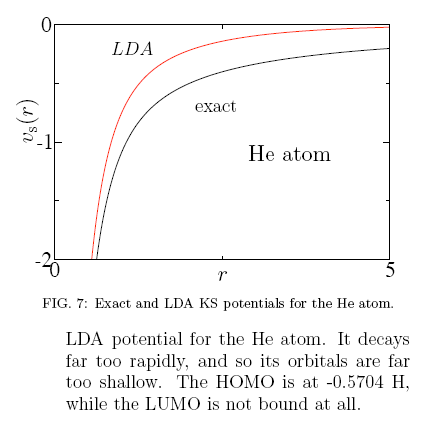 0
LDA
exact
v_s(r)
-1
He atom
-2
0
r
5
FIG. 7: Exact and LDA KS potentials for the He atom.
LDA potential for the He atom. It decays
far too rapidly, and so its orbitals are far
too shallow. The HOMO is at -0.5704 H,
while the LUMO is not bound at all.